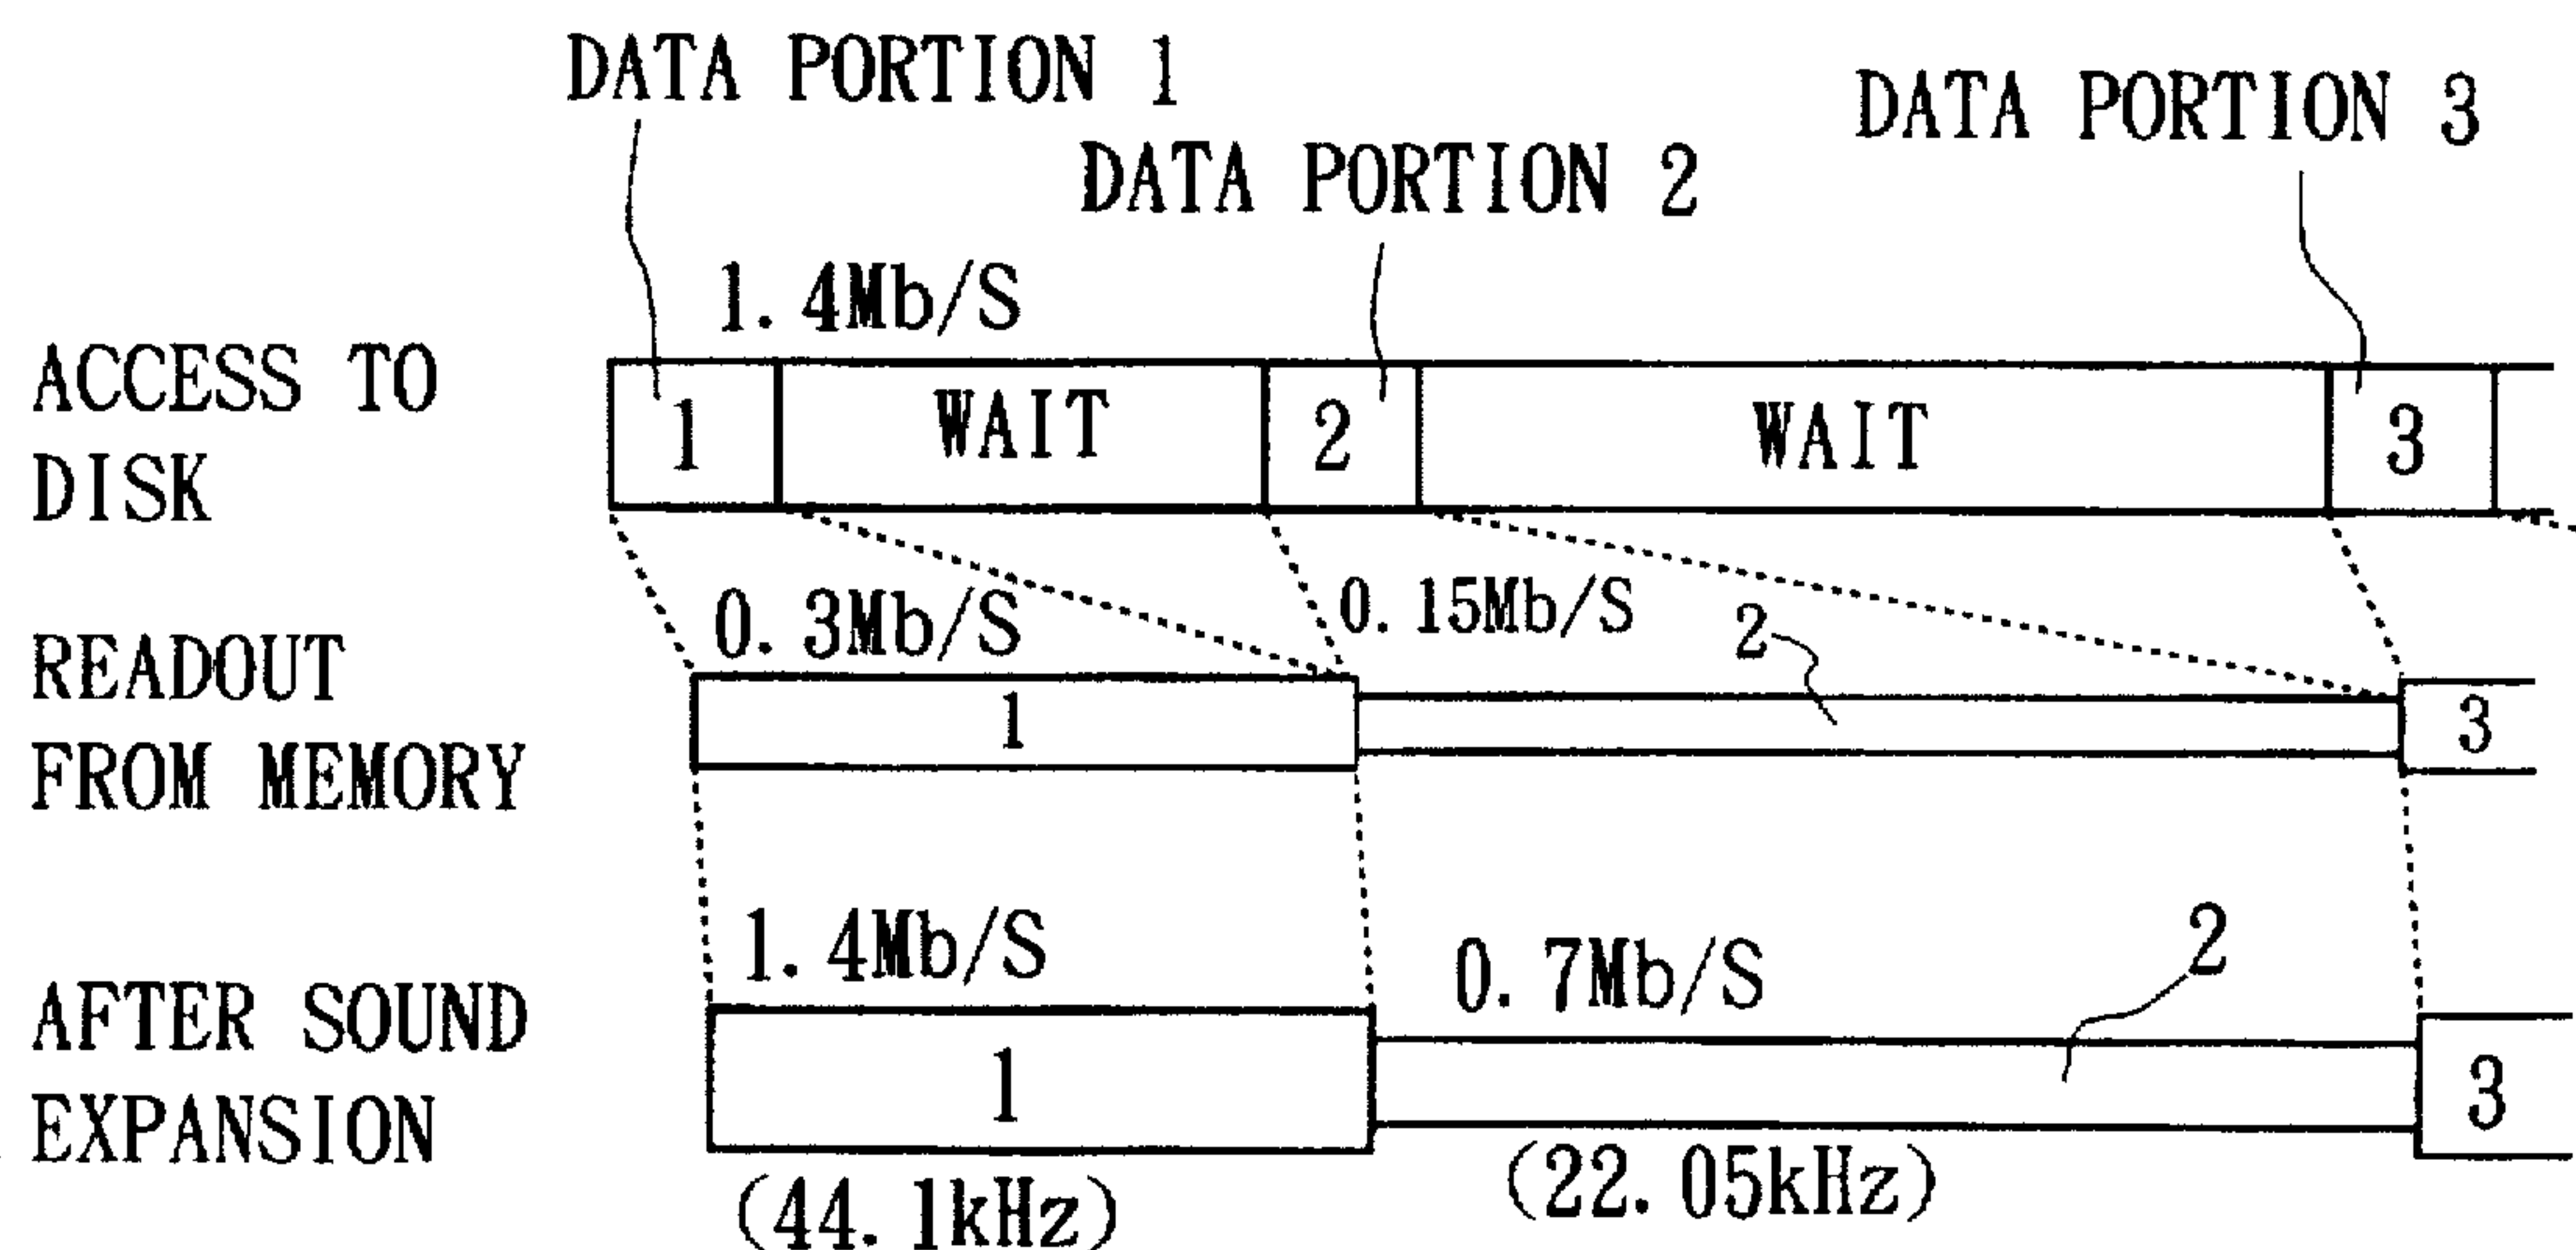 DATA PORTION 1
DATA PORTION 2
DATA PORTION 3
ACCESS TO
DISK
1.4Mb/S
1 WAIT 2 WAIT 3
READOUT
FROM MEMORY
0.3Mb/S
0.15Mb/S
2
1
3
AFTER SOUND
EXPANSION
1.4Mb/S
0.7Mb/S
2
1
3
(44.1kHz)
(22.05kHz)